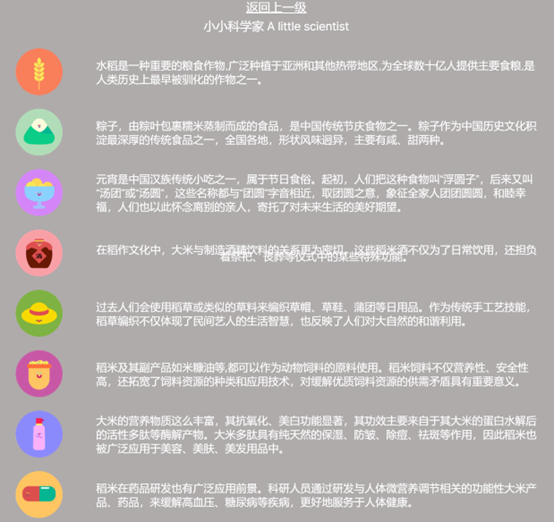 返回上一级
小小科学家 A little scientist
水稻是一种重要的粮食作物,广泛种植于亚洲和其他热带地区,为全球数十亿人提供主要食粮,是
人类历史上最早被驯化的作物之一。
粽子，由粽叶包裹糯米蒸制而成的食品，是中国传统节庆食物之一。粽子作为中国历史文化积
淀最深厚的传统食品之一，全国各地，形状风味迥异，主要有咸、甜两种。
元宵是中国汉族传统小吃之一，属于节日食俗。起初，人们把这种食物叫“浮圆子”，后来又叫
“汤团”或“汤圆”，这些名称都与“团圆”字音相近，取团圆之意，象征全家人团团圆圆，和睦幸
福，人们也以此怀念离别的亲人，寄托了对未来生活的美好期望。
在稻作文化中，大米与制造酒精饮料的关系更为密切。这些稻米酒不仅为了日常饮用，还担负
着祭祀、丧葬等仪式中的某些特殊功能。
过去人们会使用稻草或类似的草料来编织草帽、草鞋、蒲团等日用品。作为传统手工艺技能，
稻草编织不仅体现了民间艺人的生活智慧，也反映了人们对大自然的和谐利用。
稻米及其副产品如米糠油等,都可以作为动物饲料的原料使用。稻米饲料不仅营养性、安全性
高，还拓宽了饲料资源的种类和应用技术，对缓解优质饲料资源的供需矛盾具有重要意义。
大米的营养物质这么丰富，其抗氧化、美白功能显著，其功效主要来自于其大米的蛋白水解后
的活性多肽等酶解产物。大米多肽具有纯天然的保湿、防皱、除痘、祛斑等作用，因此稻米也
被广泛应用于美容、美肤、美发用品中。
稻米在药品研发也有广泛应用前景。科研人员通过研发与人体微营养调节相关的功能性大米产
品、药品，来缓解高血压、糖尿病等疾病，更好地服务于人体健康。